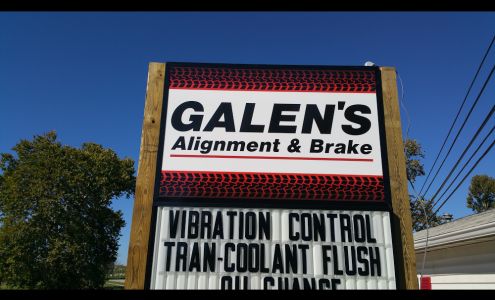 GALEN'S
Alignment & Brake
VIBRATION CONTROL
TRAN-COOLANT FLUSH
OIL CHANGE